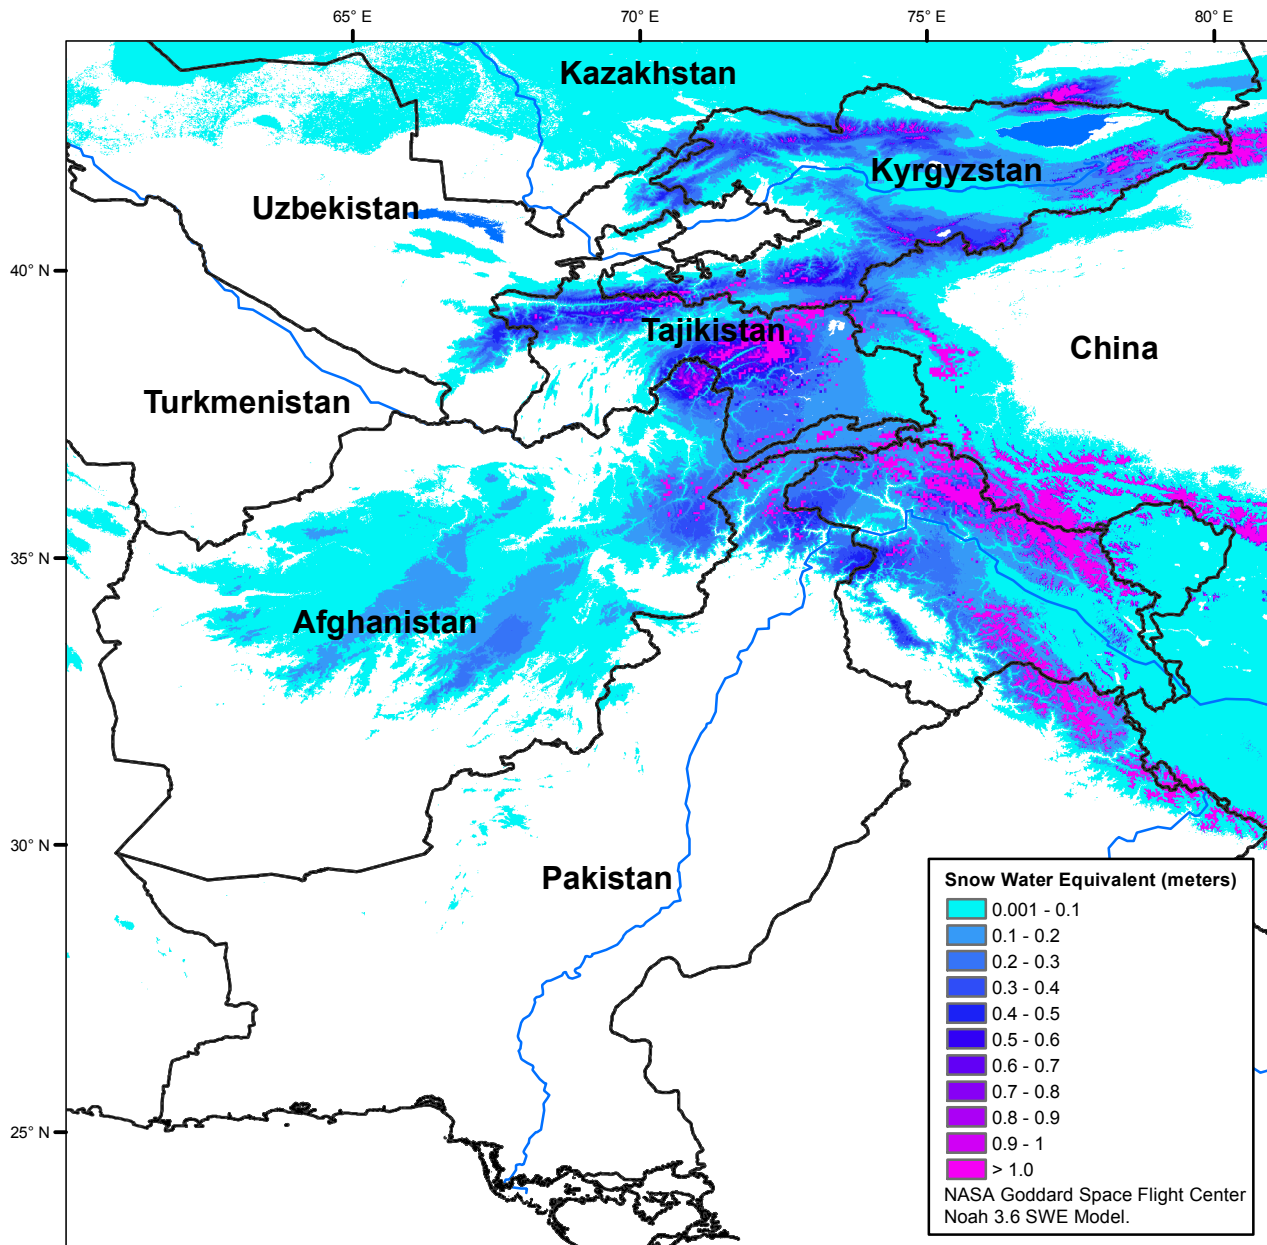 65° E
70° E
75° E
80° E
Kazakhstan
Kyrgyzstan
Uzbekistan
40° N
Tajikistan
China
Turkmenistan
35° N
Afghanistan
30° N
Pakistan
25° N
Snow Water Equivalent (meters)
0.001 - 0.1
0.1 - 0.2
0.2 - 0.3
0.3 - 0.4
0.4 - 0.5
0.5 - 0.6
0.6 - 0.7
0.7 - 0.8
0.8 - 0.9
0.9 - 1
> 1.0
NASA Goddard Space Flight Center
Noah 3.6 SWE Model.